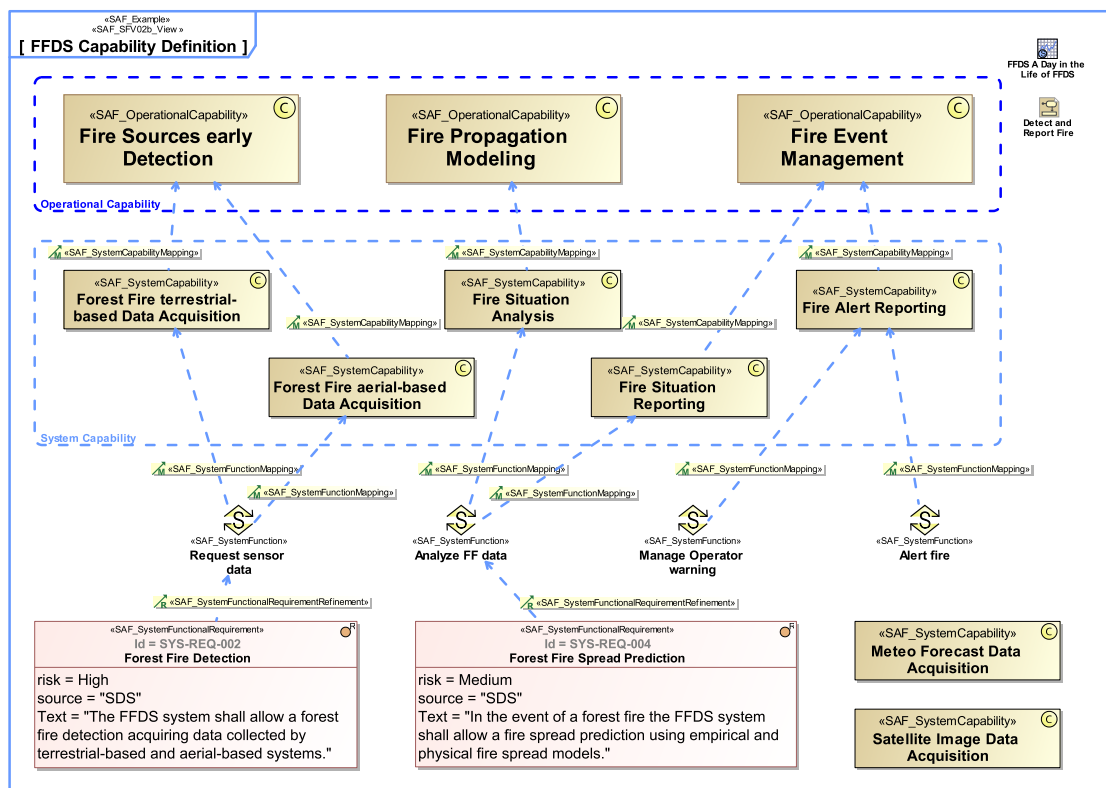 «SAF_Example»
«SAF_SFV02b_View »
[ FFDS Capability Definition ]
FFDS A Day in the
Life of FFDS
Detect and
Report Fire
«SAF_OperationalCapability»
Fire Sources early
Detection
C
«SAF_OperationalCapability»
Fire Propagation
Modeling
C
«SAF_OperationalCapability»
Fire Event
Management
C
Operational Capability
M «SAF_SystemCapabilityMapping»
M «SAF_SystemCapabilityMapping»
M «SAF_SystemCapabilityMapping»
«SAF_SystemCapability»
Forest Fire terrestrial-
based Data Acquisition
C
«SAF_SystemCapability»
Fire Situation
Analysis
C
«SAF_SystemCapability»
Fire Alert Reporting
C
M «SAF_SystemCapabilityMapping»
M «SAF_SystemCapabilityMapping»
«SAF_SystemCapability»
Forest Fire aerial-based
Data Acquisition
C
«SAF_SystemCapability»
Fire Situation
Reporting
C
System Capability
M «SAF_SystemFunctionMapping»
M «SAF_SystemFunctionMapping»
M «SAF_SystemFunctionMapping»
M «SAF_SystemFunctionMapping»
M «SAF_SystemFunctionMapping»
M «SAF_SystemFunctionMapping»
S
«SAF_SystemFunction»
Request sensor
data
S
«SAF_SystemFunction»
Analyze FF data
S
«SAF_SystemFunction»
Manage Operator
warning
S
«SAF_SystemFunction»
Alert fire
R «SAF_SystemFunctionalRequirementRefinement»
R «SAF_SystemFunctionalRequirementRefinement»
«SAF_SystemFunctionalRequirement»
R
Id = SYS-REQ-002
Forest Fire Detection
risk = High
source = "SDS"
Text = "The FFDS system shall allow a forest
fire detection acquiring data collected by
terrestrial-based and aerial-based systems."
«SAF_SystemFunctionalRequirement»
R
Id = SYS-REQ-004
Forest Fire Spread Prediction
risk = Medium
source = "SDS"
Text = "In the event of a forest fire the FFDS system
shall allow a fire spread prediction using empirical and
physical fire spread models."
«SAF_SystemCapability»
Meteo Forecast Data
Acquisition
C
«SAF_SystemCapability»
Satellite Image Data
Acquisition
C